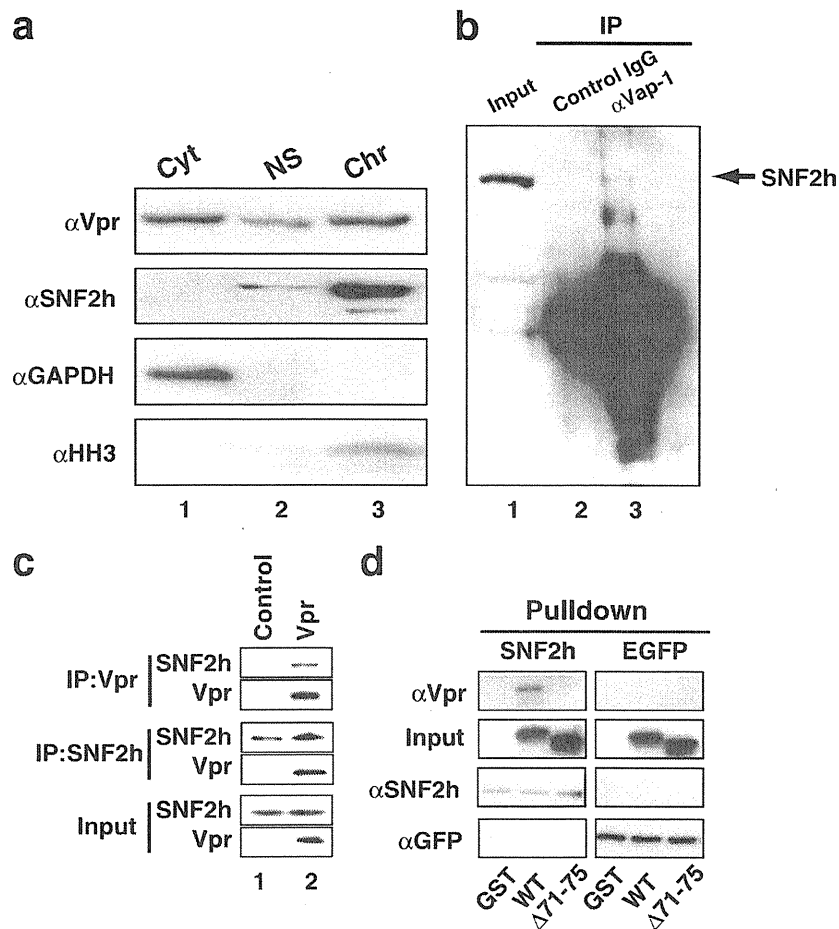 a
Cyt NS Chr
αVpr
αSNF2h
αGAPDH
αHH3
1 2 3
b
IP
Input Control IgG αVap-1
SNF2h
1 2 3
c
Control Vpr
IP:Vpr SNF2h
Vpr
IP:SNF2h SNF2h
Vpr
Input SNF2h
Vpr
1 2
d
Pulldown
SNF2h EGFP
αVpr
Input
αSNF2h
αGFP
GST WT Δ71-75 GST WT Δ71-75